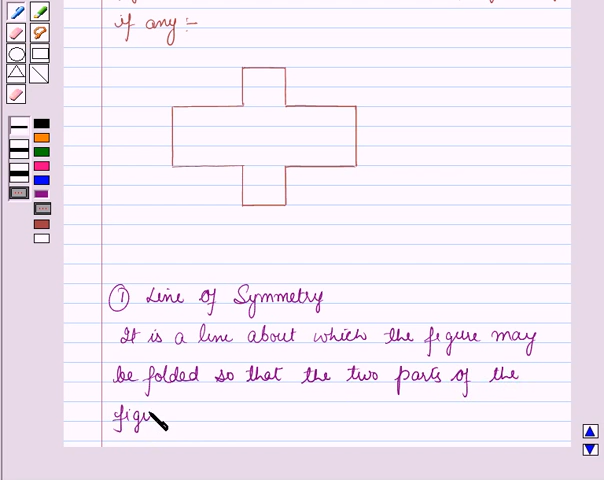 if any :-
① Line of Symmetry
It is a line about which the figure may
be folded so that the two parts of the
figu